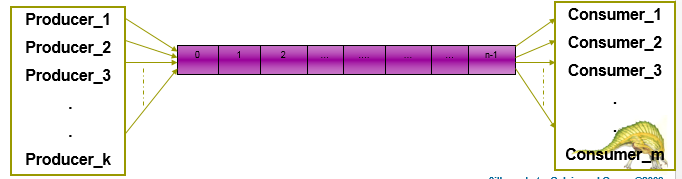 Producer_1
Producer_2
Producer_3
.
.
Producer_k
0 1 2 ... .... ... ... n-1
Consumer_1
Consumer_2
Consumer_3
.
.
Consumer_m